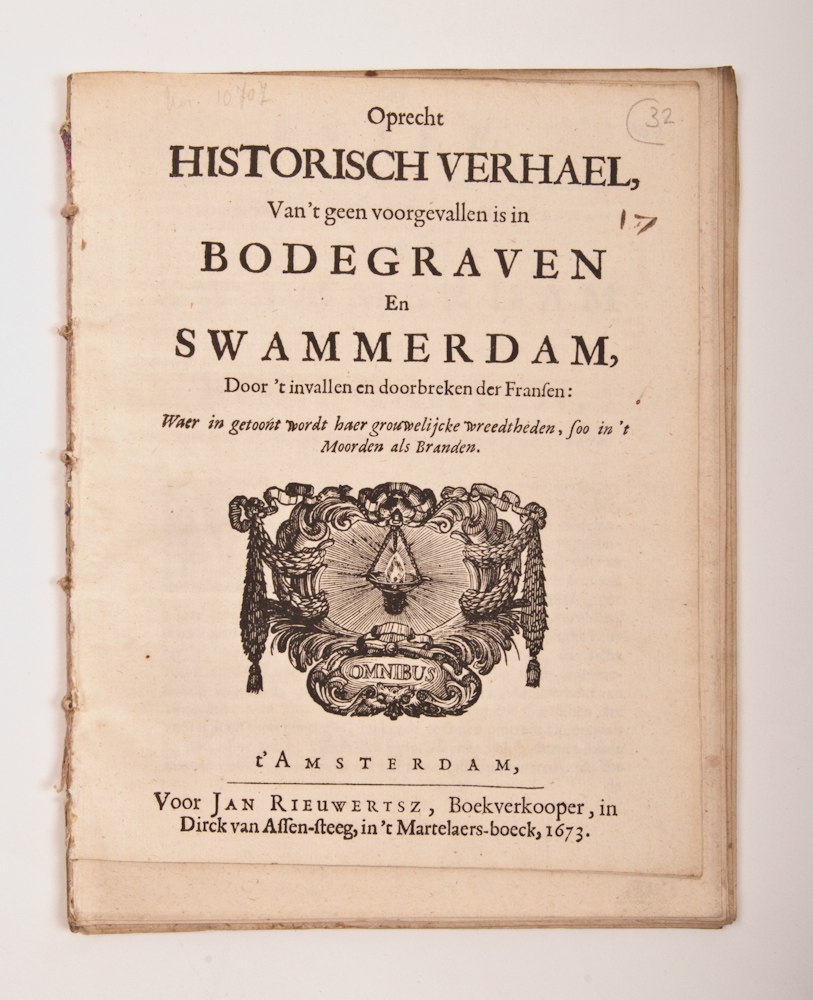 Nr. 10707
32
Oprecht
HISTORISCH VERHAEL,
Van't geen voorgevallen is in
17
BODEGRAVEN
En
SWAMMERDAM,
Door 't invallen en doorbreken der Franſen:
Waer in getoont wordt haer grouwelijcke wreedtheden, ſoo in 't
Moorden als Branden.
OMNIBUS
t'AMSTERDAM,
Voor JAN RIEUWERTSZ, Boekverkooper, in
Dirck van Aſſen-ſteeg, in 't Martelaers-boeck, 1673.